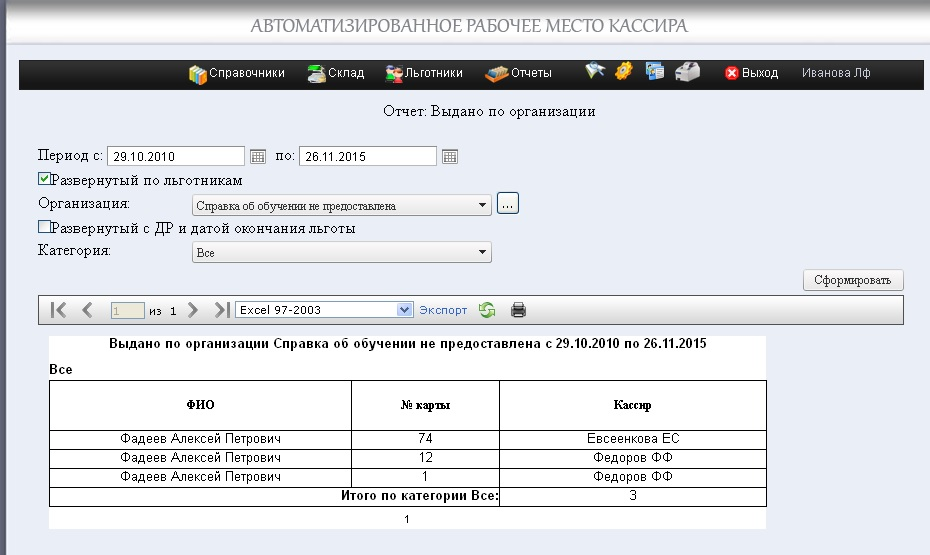 АВТОМАТИЗИРОВАННОЕ РАБОЧЕЕ МЕСТО КАССИРА
Справочники Склад Льготники Отчеты Выход Иванова Лф
Отчет: Выдано по организации
Период с: 29.10.2010 по: 26.11.2015
Развернутый по льготникам
Организация: Справка об обучении не предоставлена ...
Развернутый с ДР и датой окончания льготы
Категория: Все
Сформировать
1 из 1 Excel 97-2003 Экспорт
Выдано по организации Справка об обучении не предоставлена с 29.10.2010 по 26.11.2015
Все
ФИО № карты Кассир
Фадеев Алексей Петрович 74 Евсеенкова ЕС
Фадеев Алексей Петрович 12 Федоров ФФ
Фадеев Алексей Петрович 1 Федоров ФФ
Итого по категории Все: 3
1